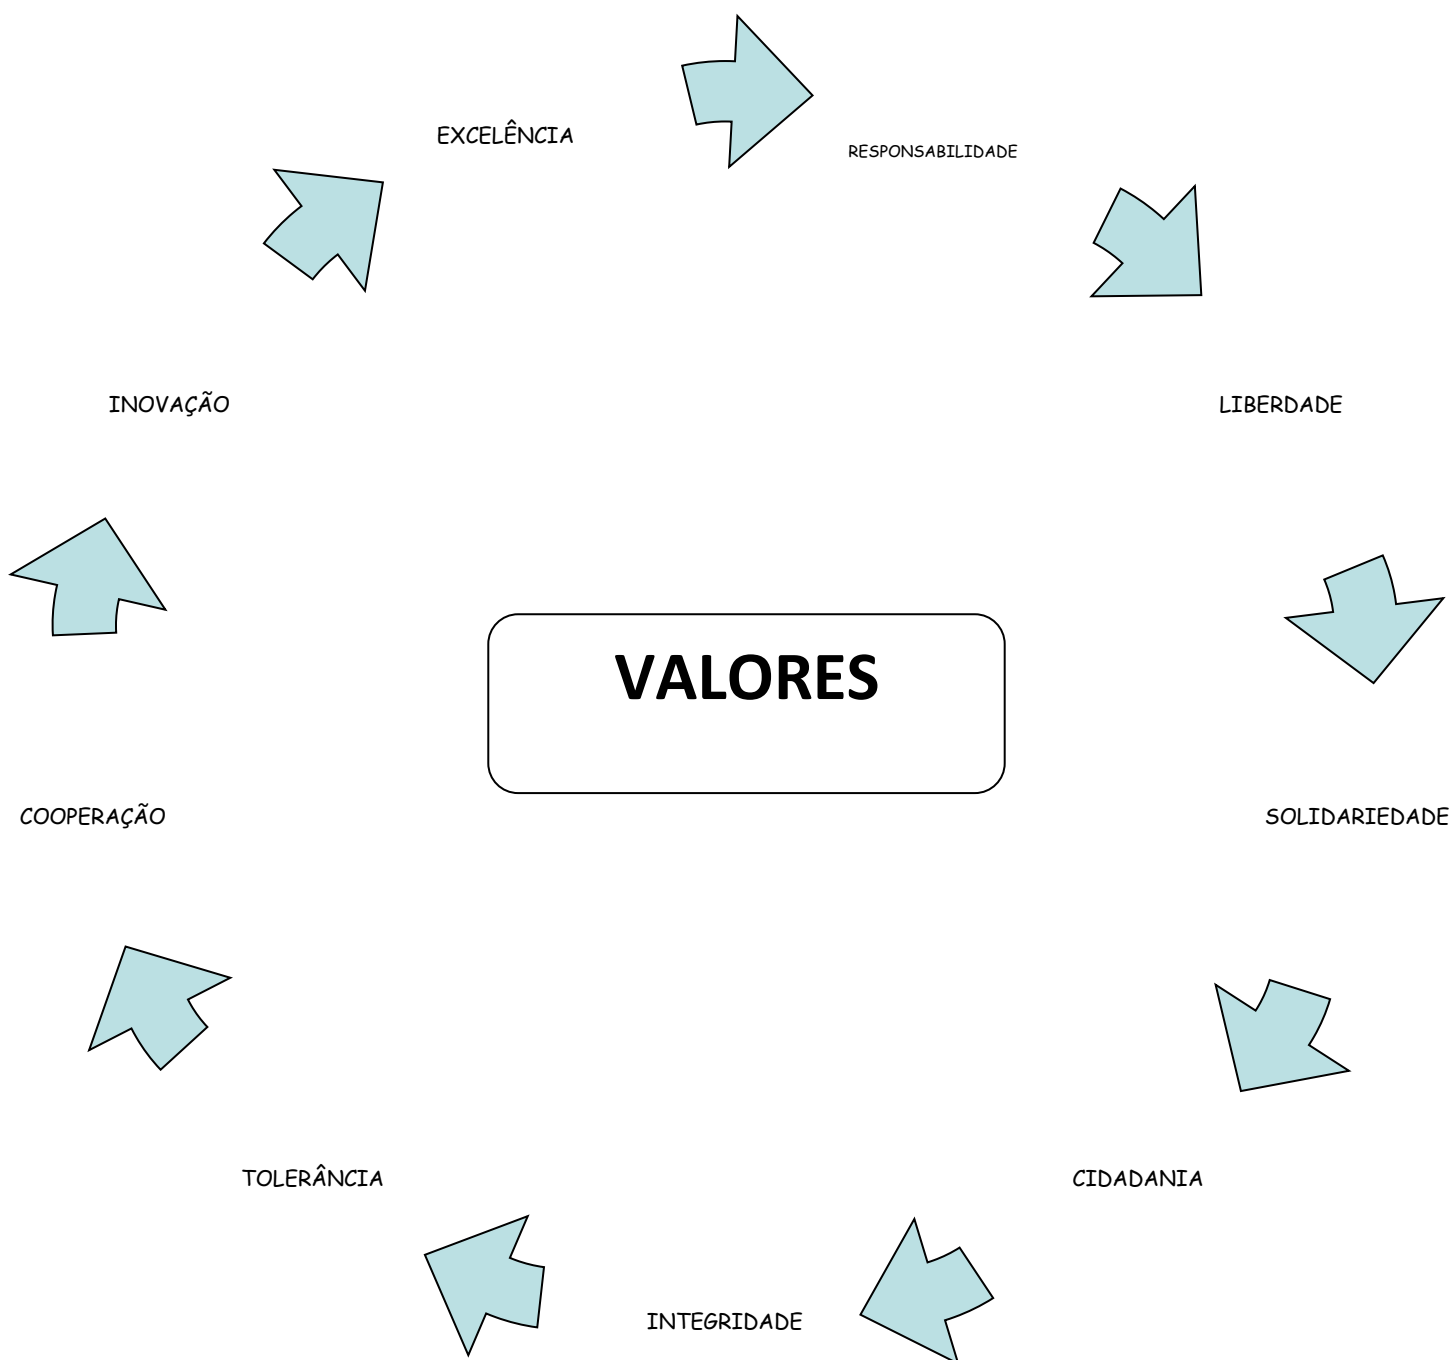 EXCELÊNCIA
RESPONSABILIDADE
INOVAÇÃO
LIBERDADE
VALORES
COOPERAÇÃO
SOLIDARIEDADE
TOLERÂNCIA
CIDADANIA
INTEGRIDADE